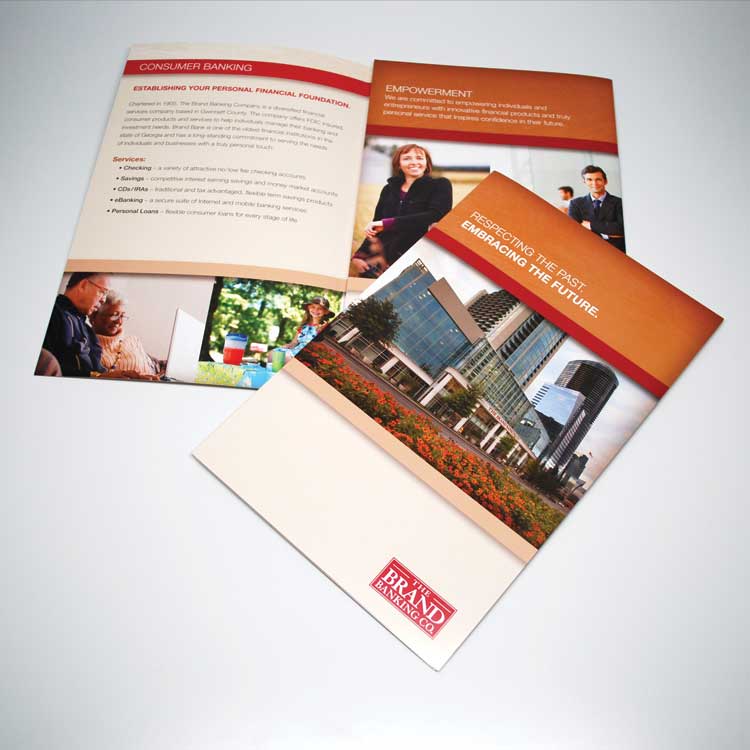 CONSUMER BANKING
ESTABLISHING YOUR PERSONAL FINANCIAL FOUNDATION.
Chartered in 1905, The Brand Banking Company is a diversified financial
services company based in Gwinnett County. The company offers FDIC insured,
consumer products and services to help individuals manage their banking and
investment needs. Brand Bank is one of the oldest financial institutions in the
state of Georgia and has a long-standing commitment to serving the needs
of individuals and businesses with a truly personal touch.
Services:
• Checking – a variety of attractive no-low fee checking accounts
• Savings – competitive interest earning savings and money market accounts
• CDs/IRAs – traditional and tax advantaged, flexible term savings products
• eBanking – a secure suite of Internet and mobile banking services
• Personal Loans – flexible consumer loans for every stage of life
EMPOWERMENT
We are committed to empowering individuals and
entrepreneurs with innovative financial products and truly
personal service that inspires confidence in their future.
RESPECTING THE PAST.
EMBRACING THE FUTURE.
THE
BRAND
BANKING CO.